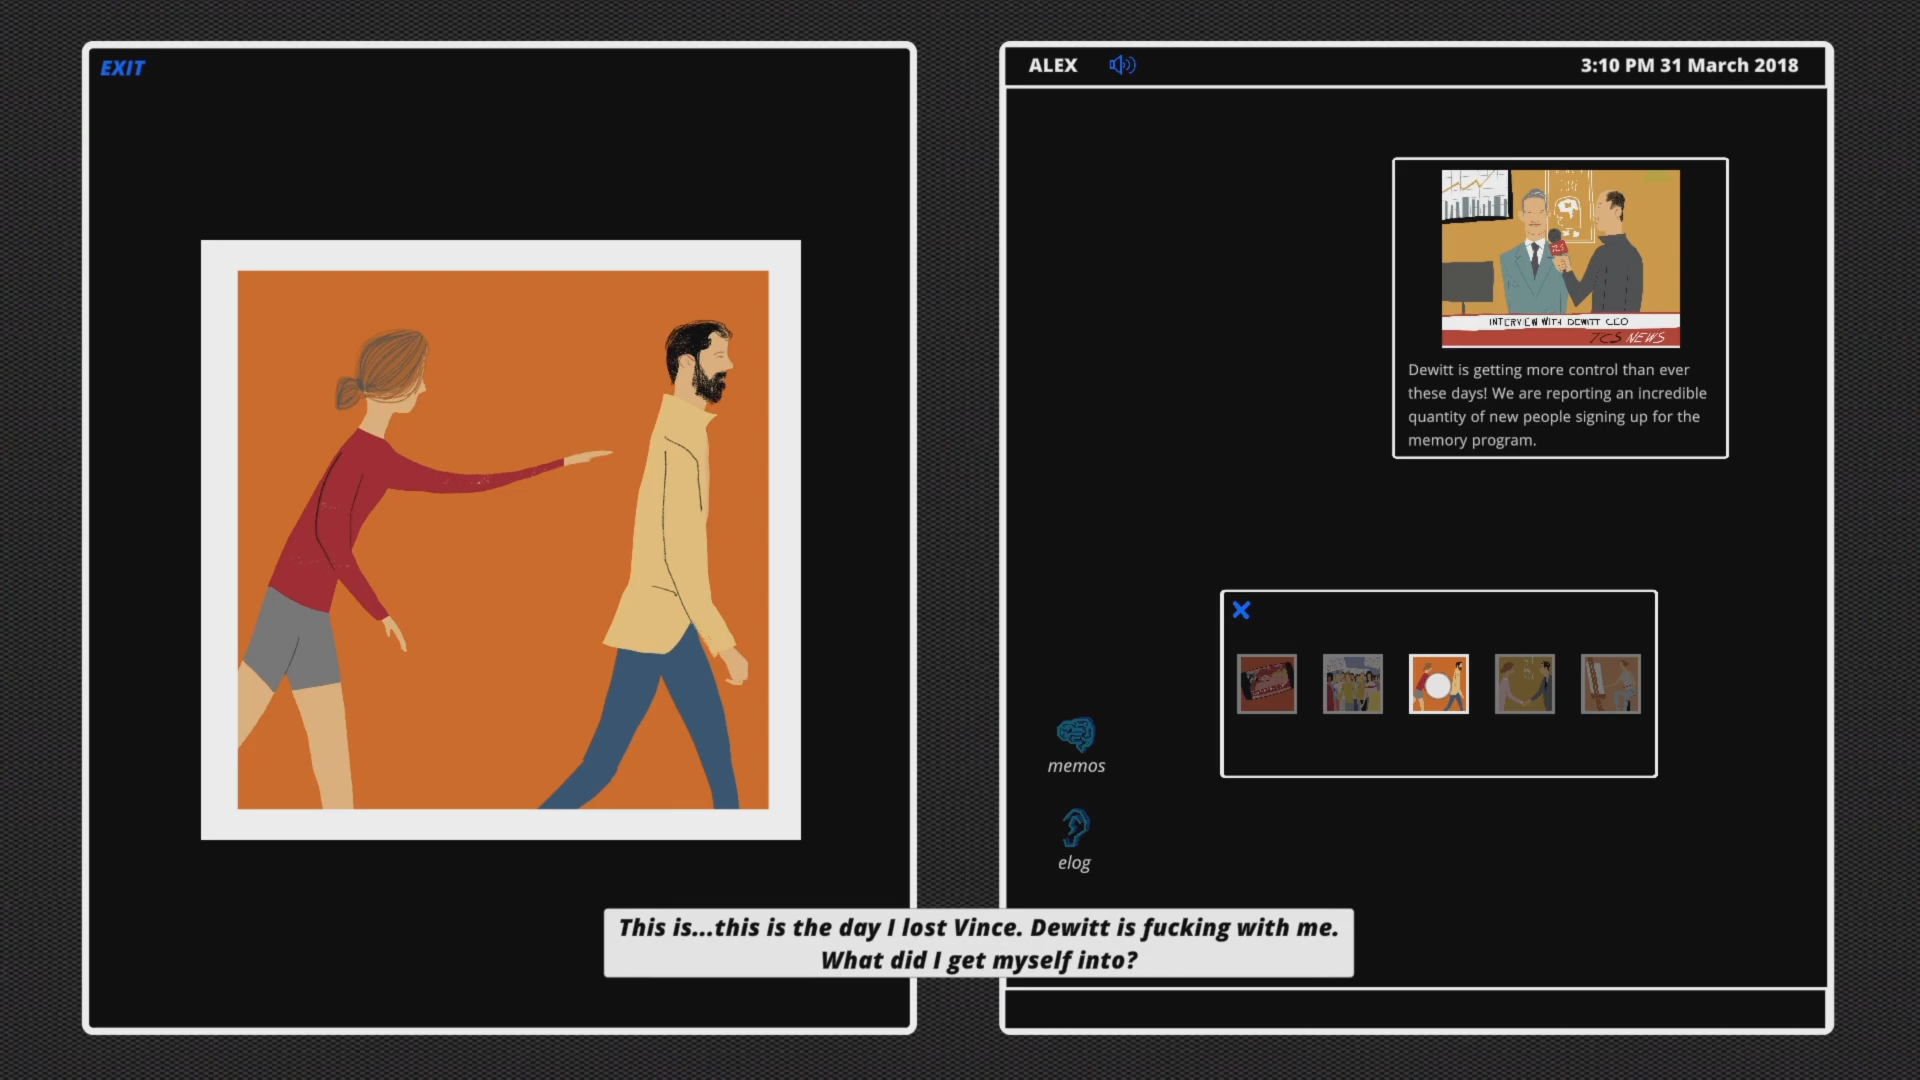 EXIT
ALEX
3:10 PM 31 March 2018
INTERVIEW WITH DEWITT CEO
TCS NEWS
Dewitt is getting more control than ever
these days! We are reporting an incredible
quantity of new people signing up for the
memory program.
memos
elog
This is...this is the day I lost Vince. Dewitt is fucking with me.
What did I get myself into?